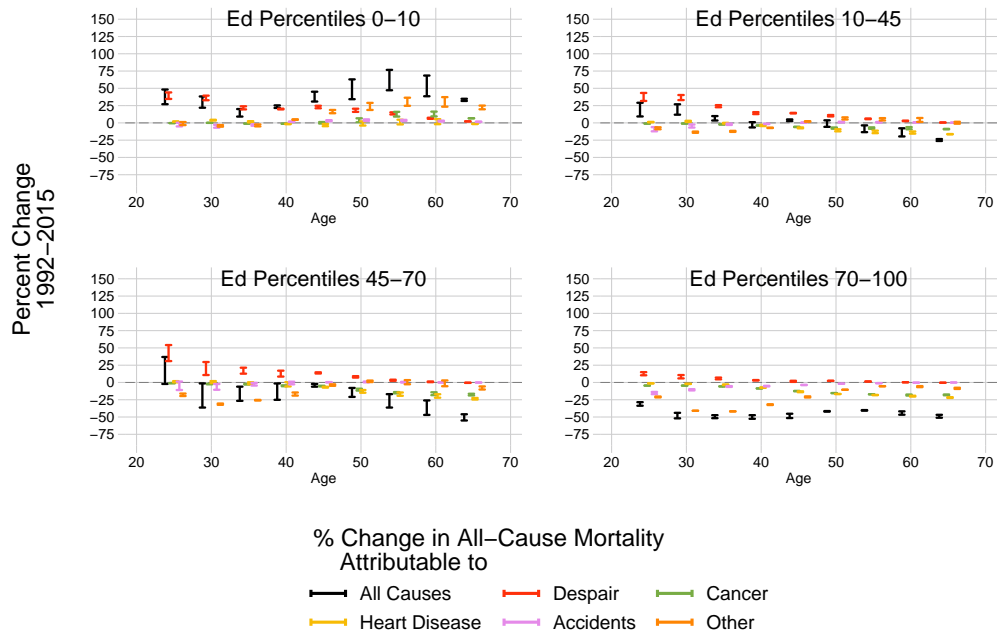 Percent Change
1992−2015
Ed Percentiles 0−10
150
125
100
75
50
25
0
−25
−50
−75
20 30 40 50 60 70
Age
Ed Percentiles 10−45
150
125
100
75
50
25
0
−25
−50
−75
20 30 40 50 60 70
Age
Ed Percentiles 45−70
150
125
100
75
50
25
0
−25
−50
−75
20 30 40 50 60 70
Age
Ed Percentiles 70−100
150
125
100
75
50
25
0
−25
−50
−75
20 30 40 50 60 70
Age
% Change in All−Cause Mortality
Attributable to
All Causes Despair Cancer
Heart Disease Accidents Other